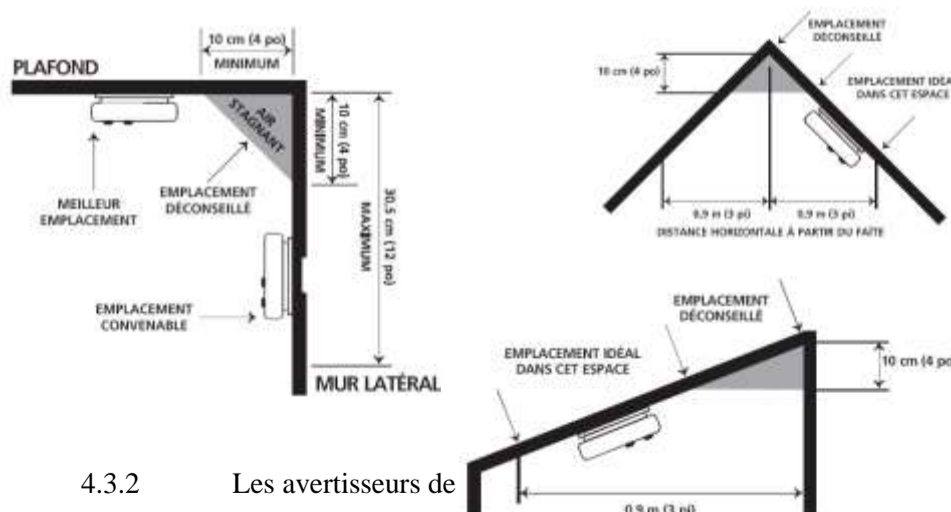 10 cm (4 po)
MINIMUM
PLAFOND
AIR
STAGNANT
10 cm (4 po)
MINIMUM
30.5 cm (12 po)
MAXIMUM
MEILLEUR
EMPLACEMENT
EMPLACEMENT
DÉCONSEILLÉ
EMPLACEMENT
CONVENABLE
MUR LATÉRAL
EMPLACEMENT
DÉCONSEILLÉ
10 cm (4 po)
EMPLACEMENT IDÉA
DANS CET ESPACE
0.9 m (3 pi)
0.9 m (3 pi)
DISTANCE HORIZONTALE À PARTIR DU FAÎTE
EMPLACEMENT
DÉCONSEILLÉ
EMPLACEMENT IDÉAL
DANS CET ESPACE
10 cm (4 po
0.9 m (3 pi)
4.3.2 Les avertisseurs de